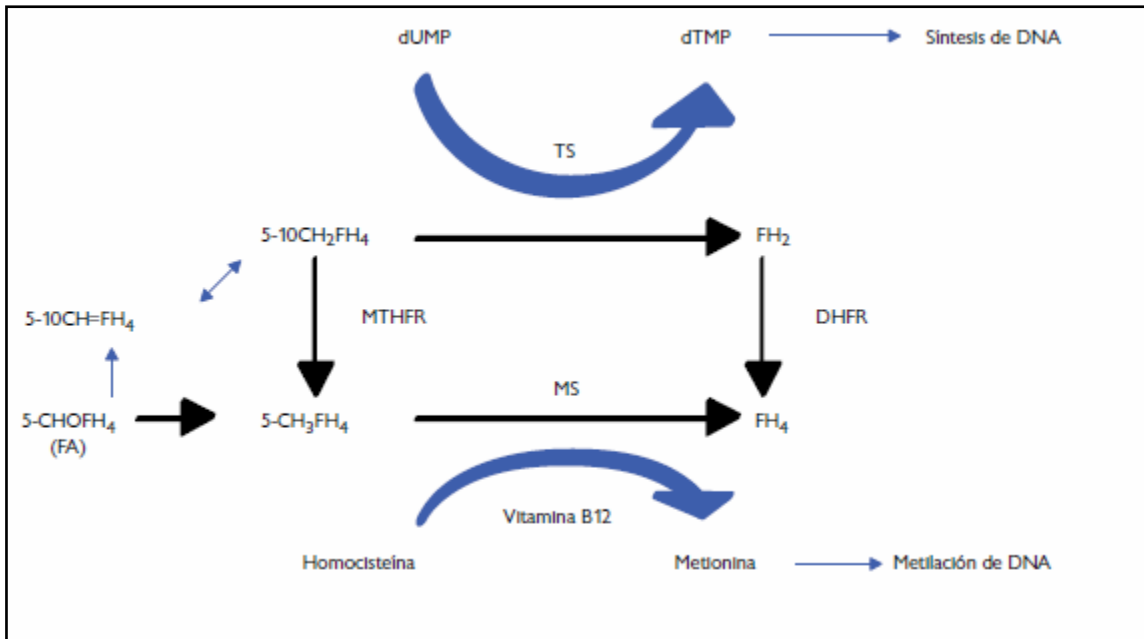 dUMP dTMP Síntesis de DNA
TS
5-10CH₂FH₄ FH₂
5-10CH=FH₄ MTHFR DHFR
MS
5-CHOFH₄ 5-CH₃FH₄ FH₄
(FA)
Vitamina B12
Homocisteína Metionina Metilación de DNA